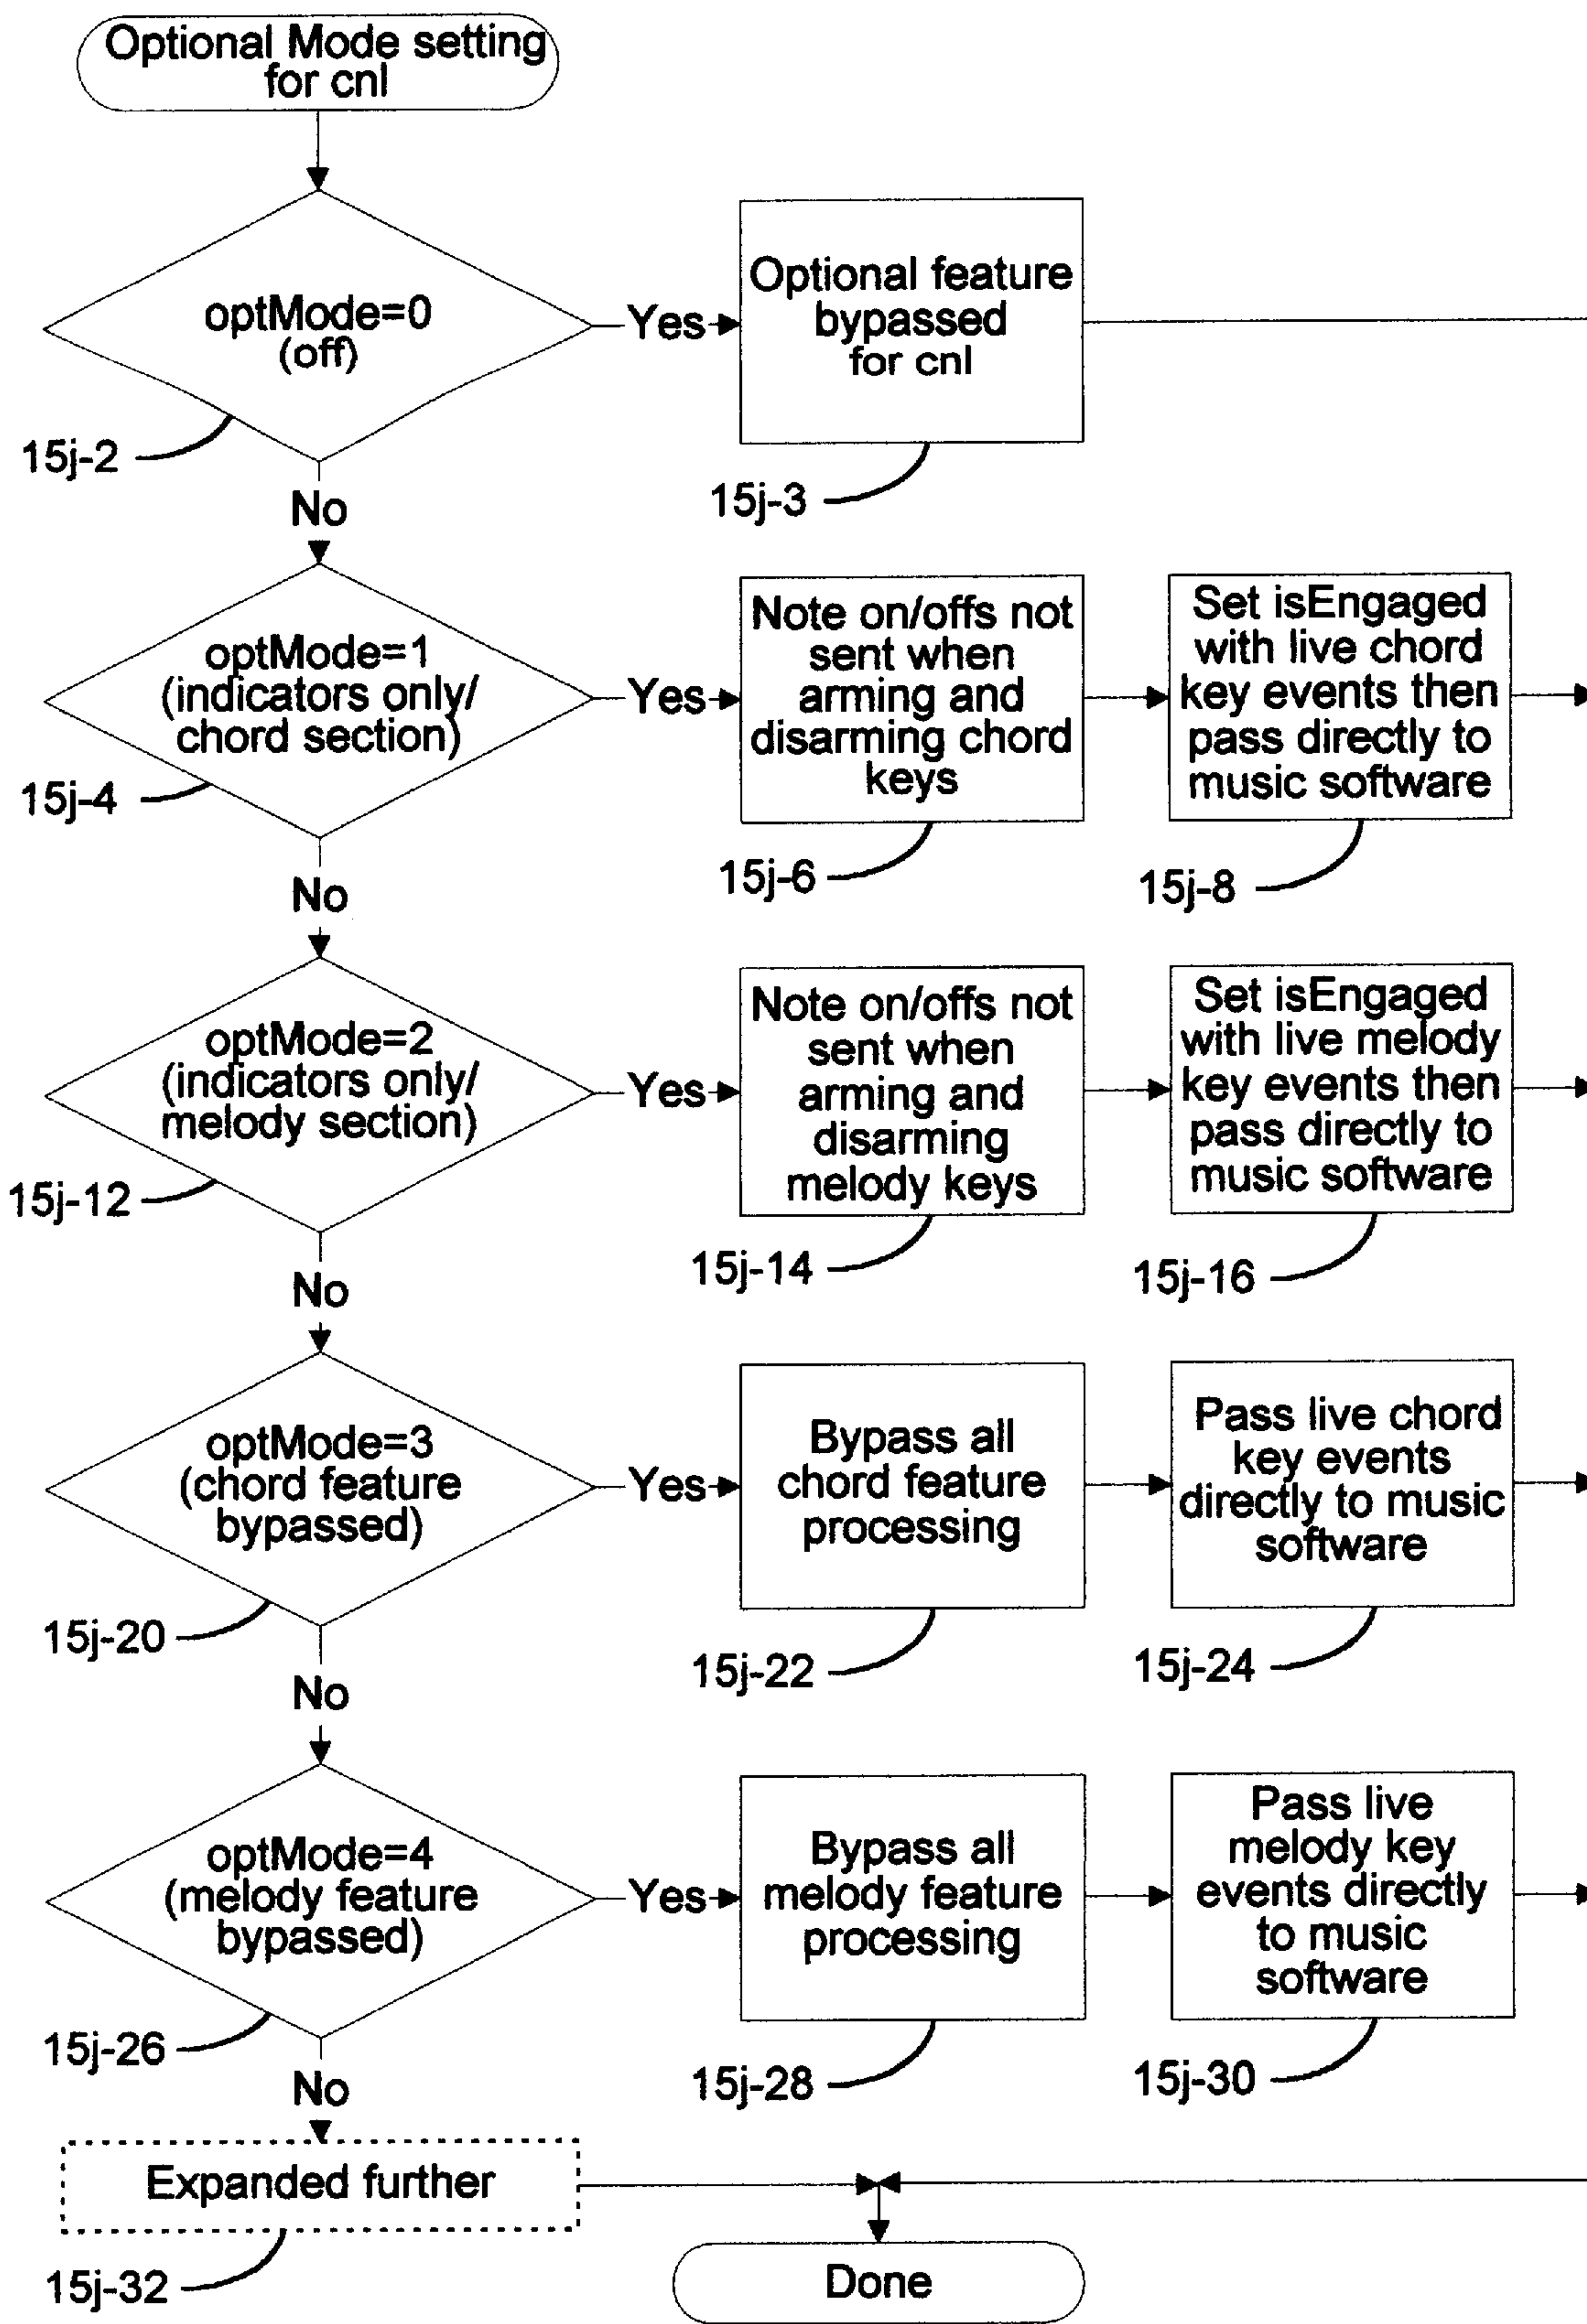 Optional Mode setting
for cnl
optMode=0
(off)
Yes
Optional feature
bypassed
for cnl
15j-2
15j-3
No
optMode=1
(indicators only/
chord section)
Yes
Note on/offs not
sent when
arming and
disarming chord
keys
Set isEngaged
with live chord
key events then
pass directly to
music software
15j-4
15j-6
15j-8
No
optMode=2
(indicators only/
melody section)
Yes
Note on/offs not
sent when
arming and
disarming
melody keys
Set isEngaged
with live melody
key events then
pass directly to
music software
15j-12
15j-14
15j-16
No
optMode=3
(chord feature
bypassed)
Yes
Bypass all
chord feature
processing
Pass live chord
key events
directly to music
software
15j-20
15j-22
15j-24
No
optMode=4
(melody feature
bypassed)
Yes
Bypass all
melody feature
processing
Pass live
melody key
events directly
to music
software
15j-26
15j-28
15j-30
No
Expanded further
15j-32
Done